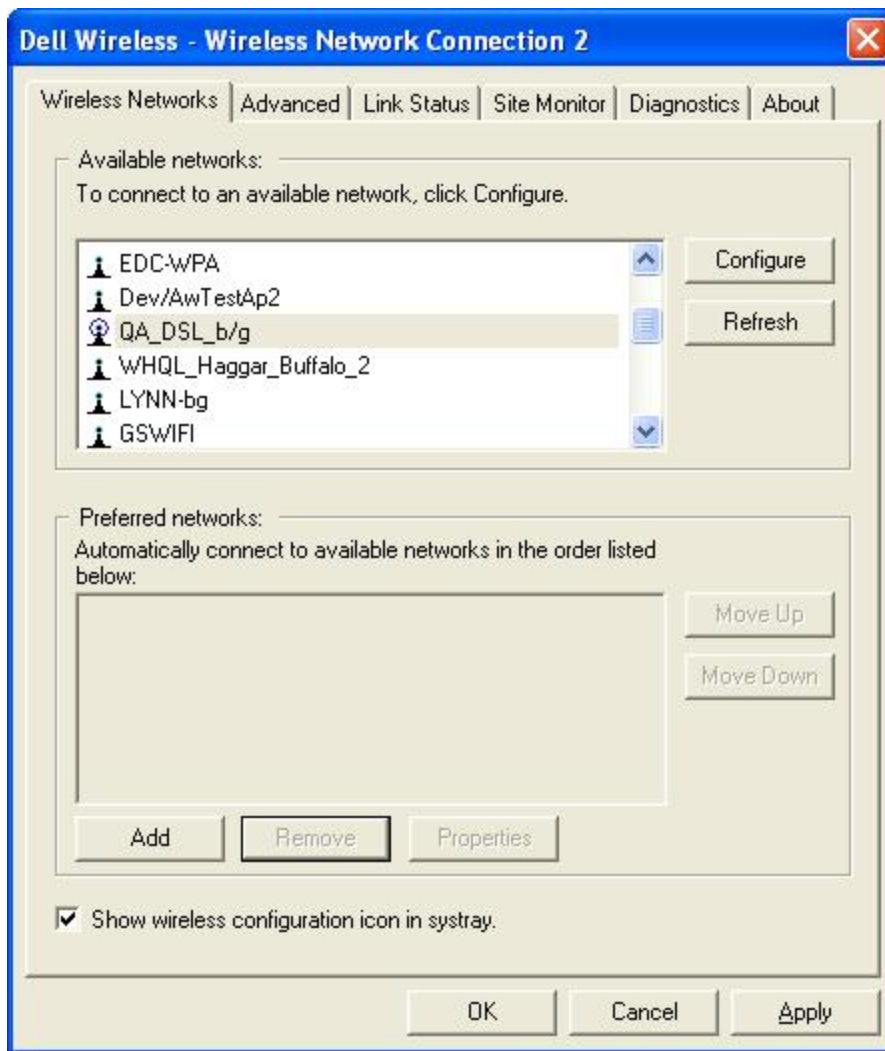 Dell Wireless - Wireless Network Connection 2
Wireless Networks Advanced Link Status Site Monitor Diagnostics About
Available networks:
To connect to an available network, click Configure.
EDC-WPA
Dev/AwTestAp2
QA_DSL_b/g
WHQL_Haggar_Buffalo_2
LYNN-bg
GSWIFI
Configure
Refresh
Preferred networks:
Automatically connect to available networks in the order listed
below:
Move Up
Move Down
Add Remove Properties
Show wireless configuration icon in systray.
OK Cancel Apply